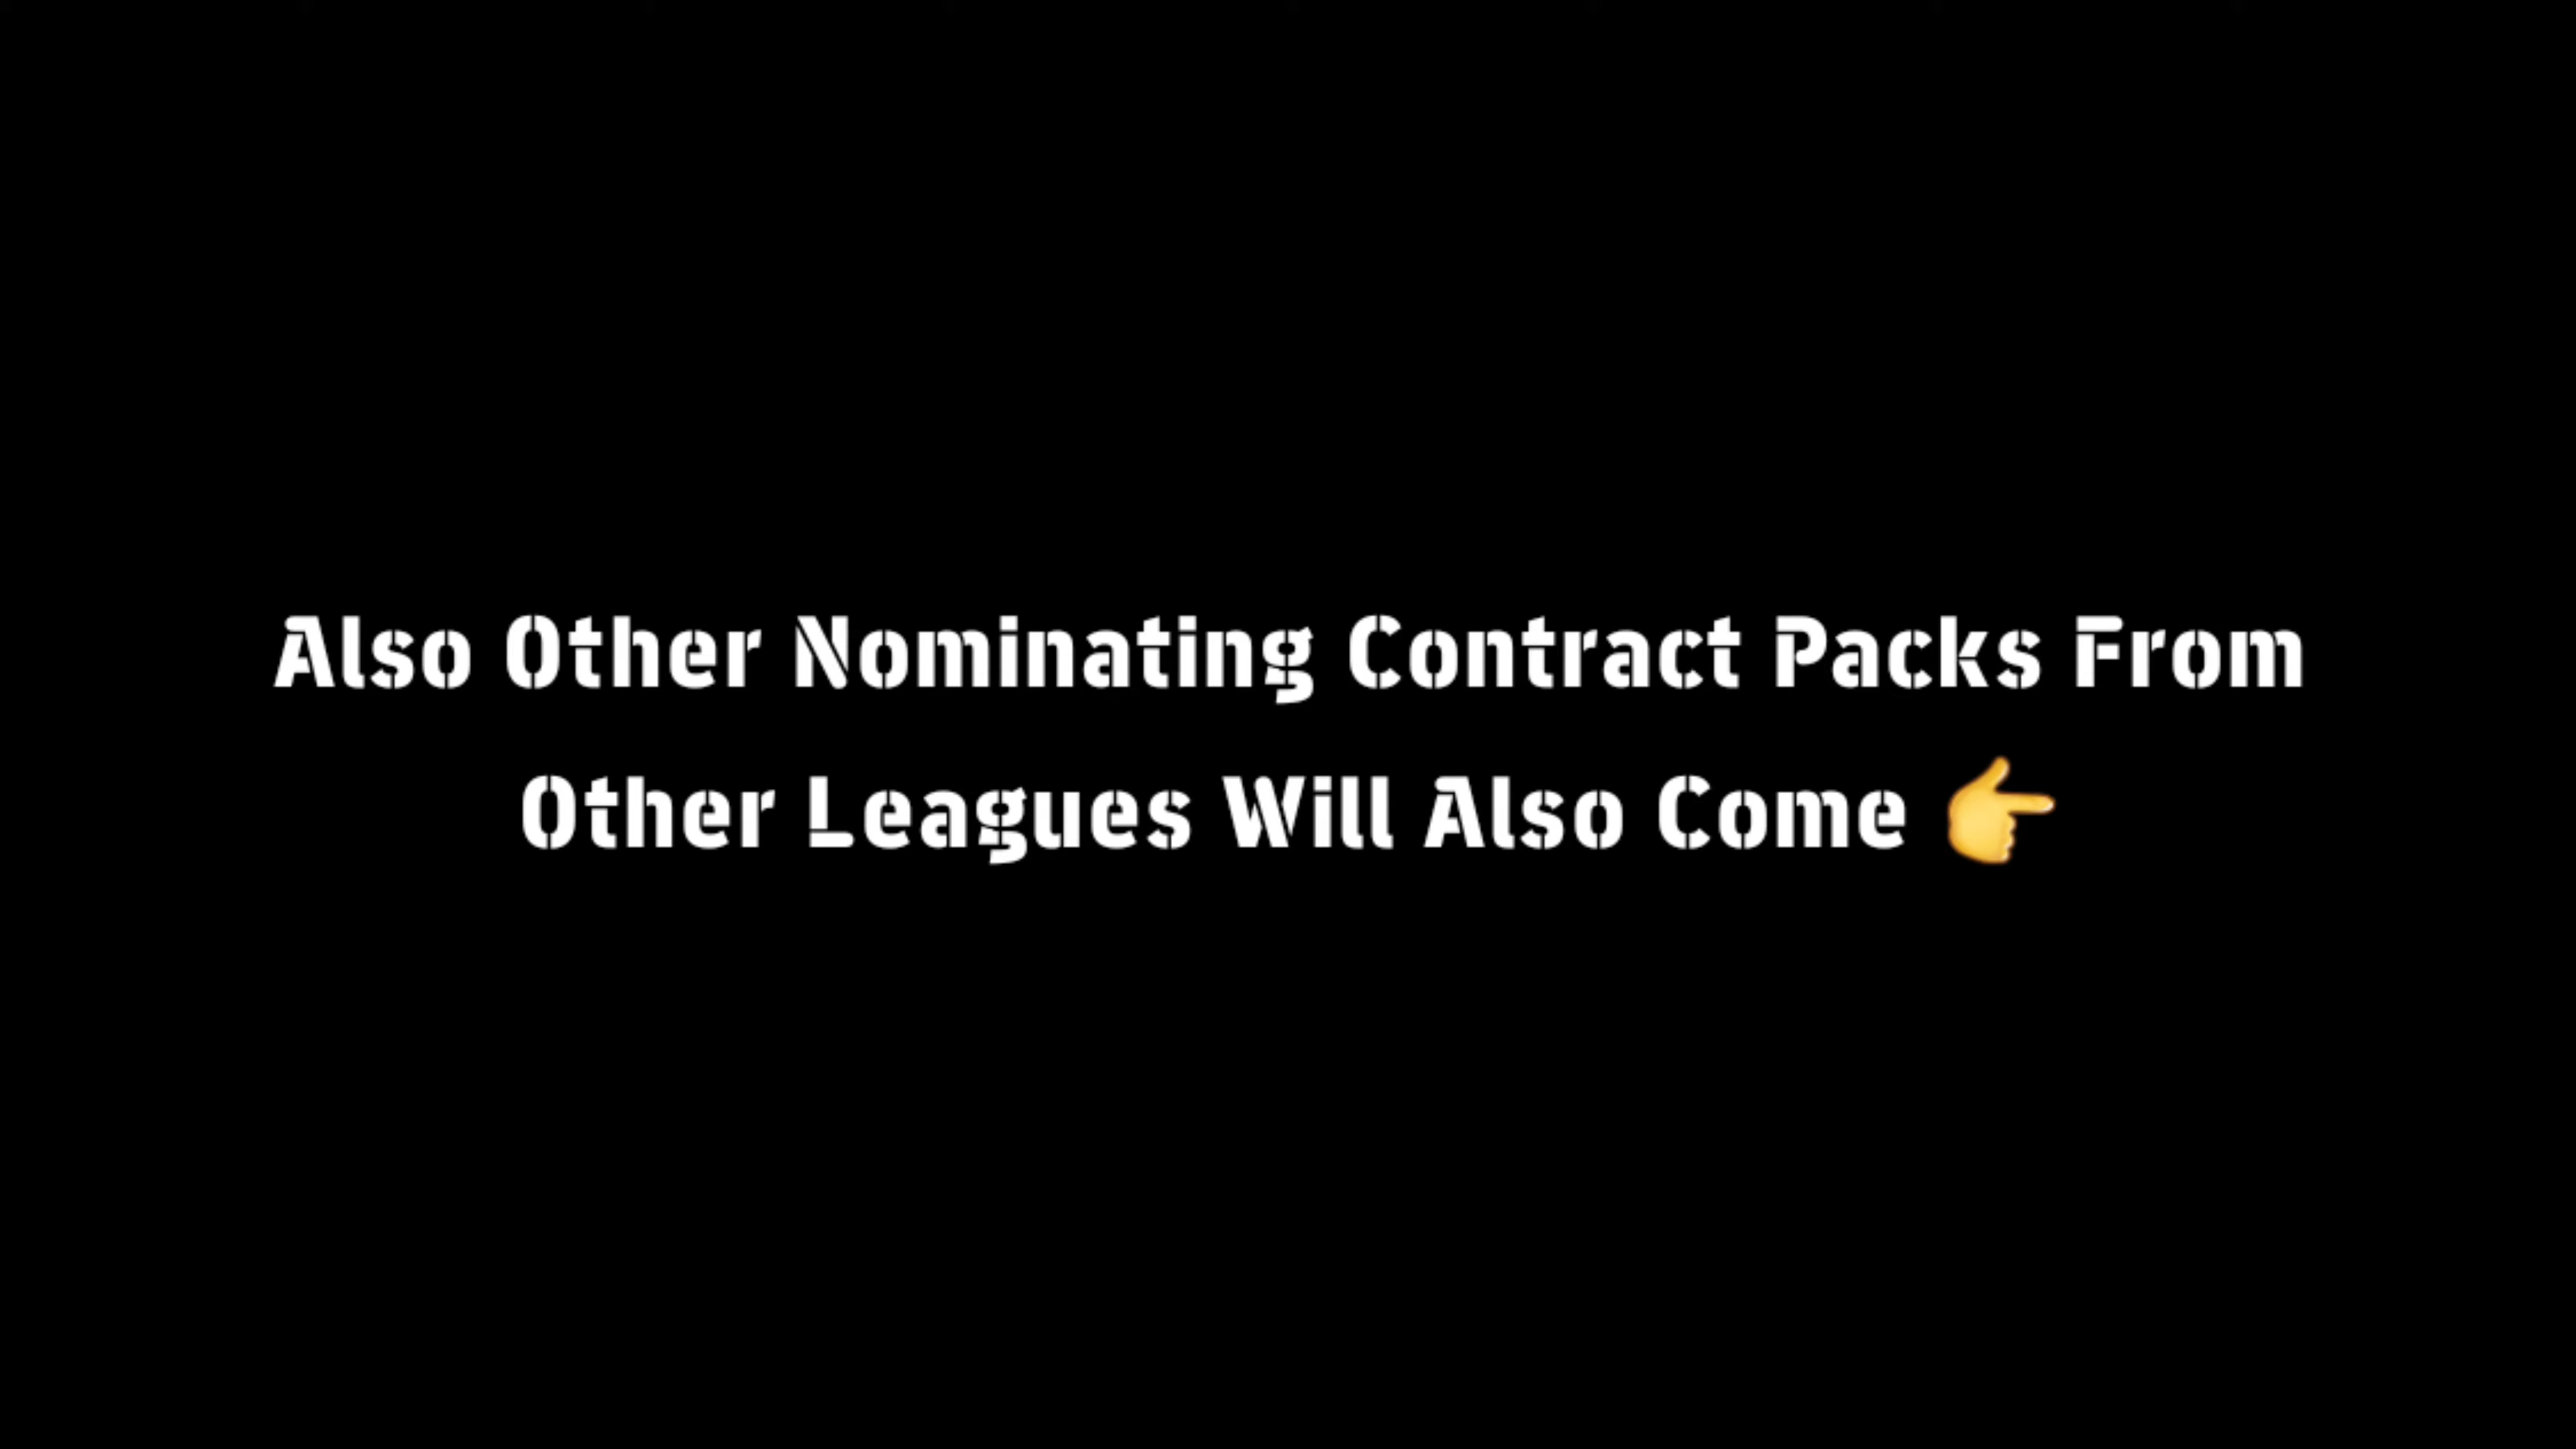 Also Other Nominating Contract Packs From
Other Leagues Will Also Come 👉